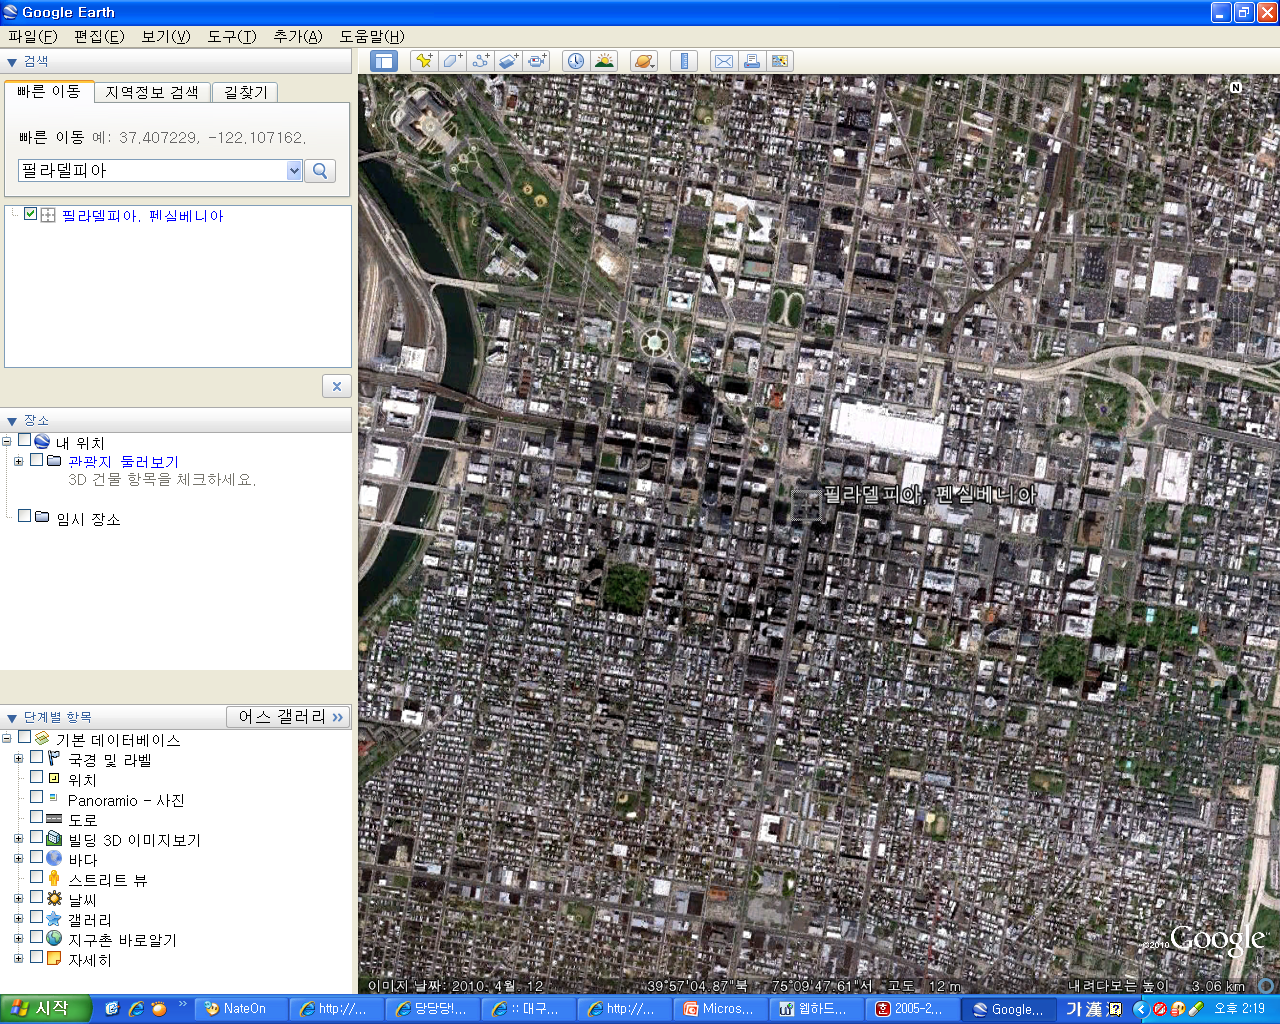 Google Earth
파일(F) 편집(E) 보기(V) 도구(T) 추가(A) 도움말(H)
검색
빠른 이동 지역정보 검색 길찾기
빠른 이동 예: 37.407229, -122.107162,
필라델피아
필라델피아, 펜실베니아
장소
내 위치
관광지 둘러보기
3D 건물 항목을 체크하세요.
임시 장소
단계별 항목
어스 갤러리 »
기본 데이터베이스
국경 및 라벨
위치
Panoramio - 사진
도로
빌딩 3D 이미지보기
바다
스트리트 뷰
날씨
갤러리
지구촌 바로알기
자세히
N
필라델피아, 펜실베니아
©2010 Google™
이미지 날짜: 2010. 4월. 12 39°57'04.87"북 75°09'47.61"서 고도 12 m 내려다보는 높이 3.06 km
시작 » NateOn http://... 당당당!... :: 대구... http://... Micros... 웹하드... 2005-2... Google... 가 漢 오후 2:19